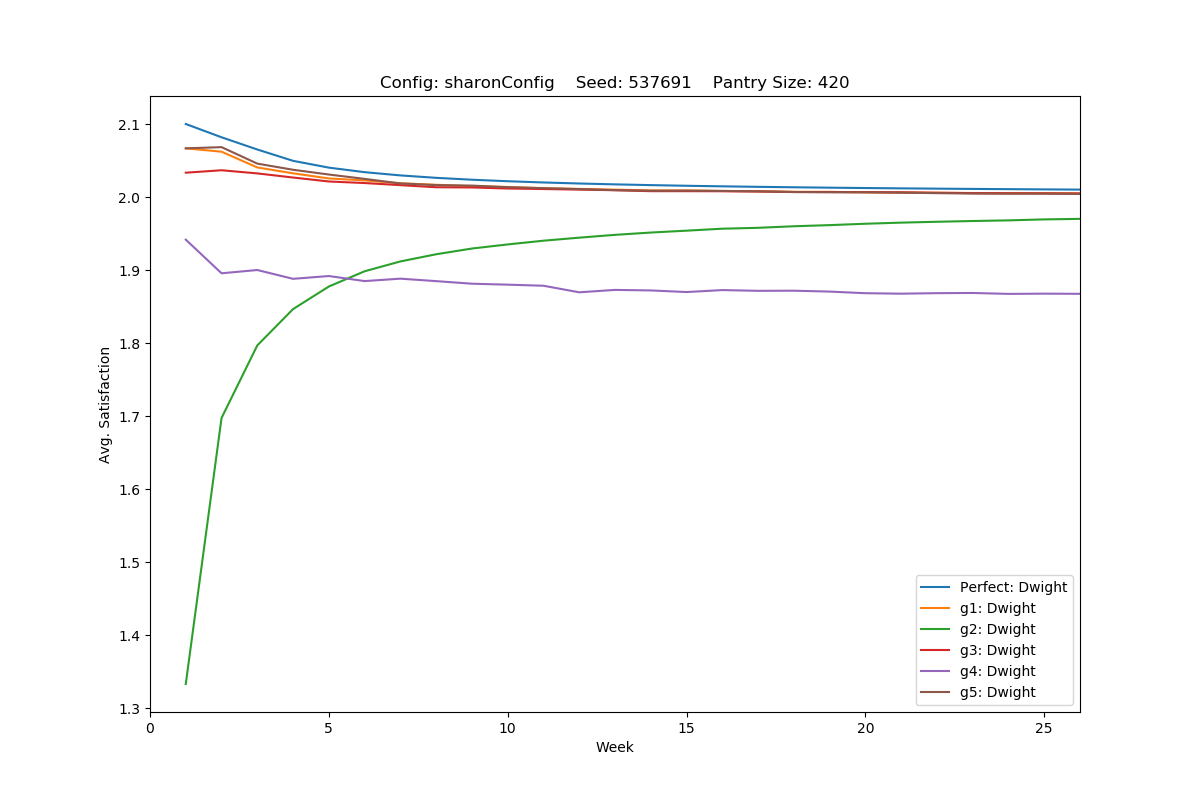 Config: sharonConfig    Seed: 537691    Pantry Size: 420
2.1
2.0
1.9
1.8
1.7
1.6
1.5
1.4
1.3
Avg. Satisfaction
Perfect: Dwight
g1: Dwight
g2: Dwight
g3: Dwight
g4: Dwight
g5: Dwight
0 5 10 15 20 25
Week